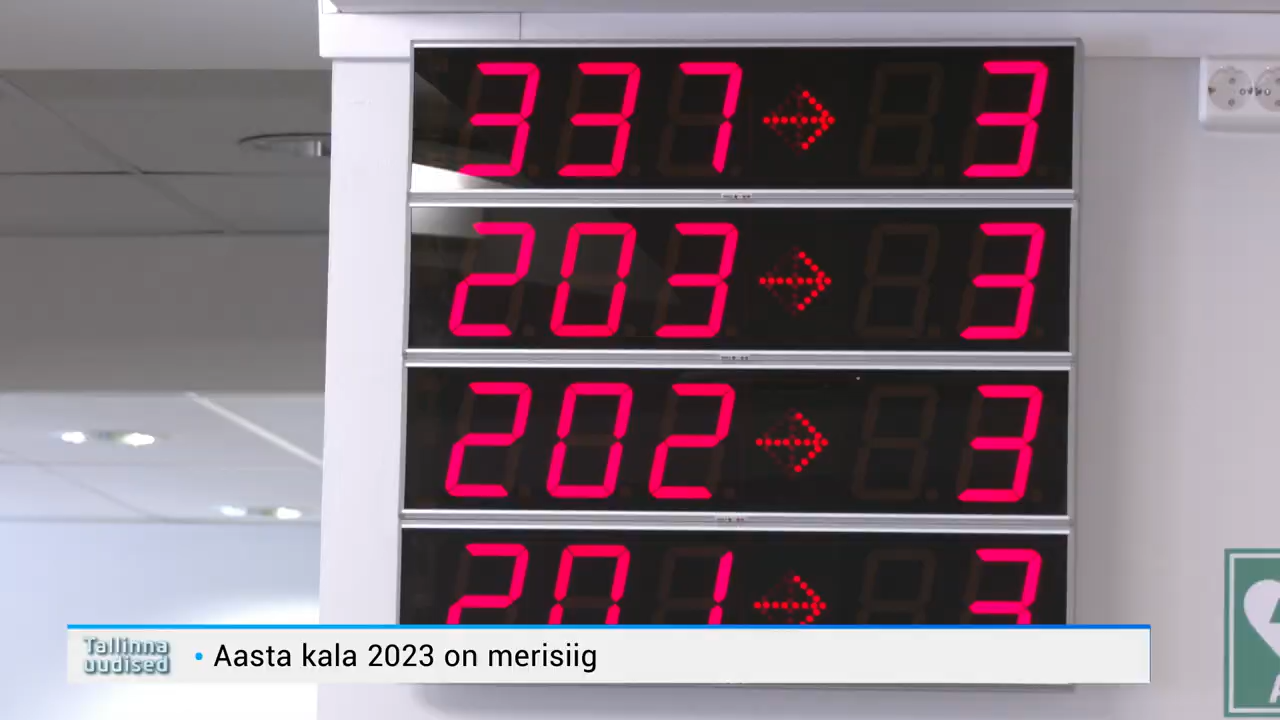 337 → 3
203 → 3
202 → 3
201 → 3
Tallinna
uudised
• Aasta kala 2023 on merisiig